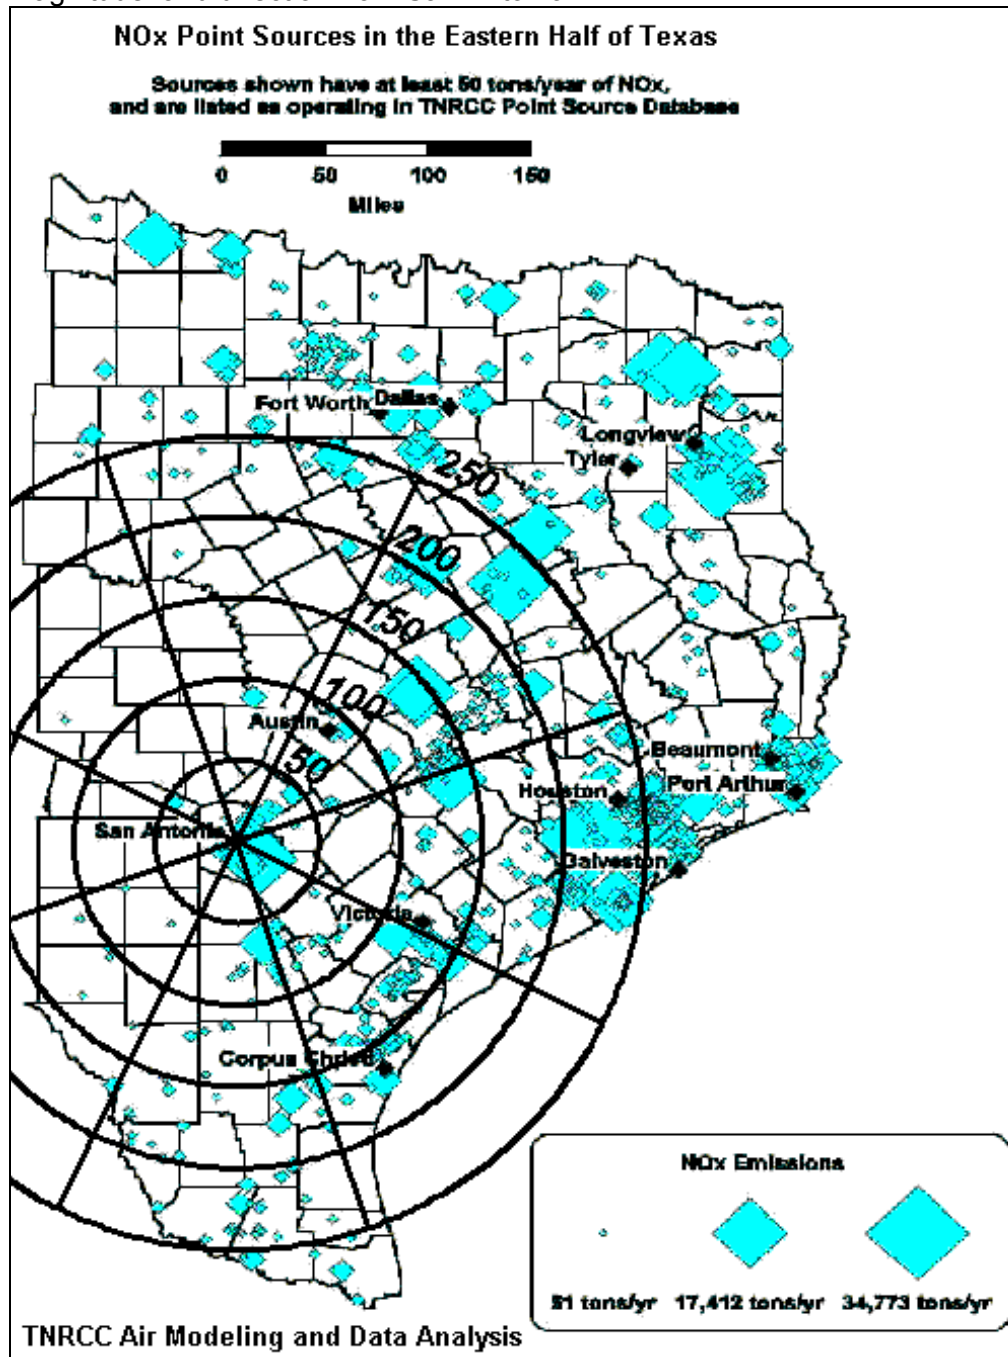 NOx Point Sources in the Eastern Half of Texas
Sources shown have at least 50 tons/year of NOx,
and are listed as operating in TNRCC Point Source Database
0 50 100 150
Miles
Fort Worth Dallas
Longview
Tyler
250
200
150
100
Austin
50
Beaumont
Port Arthur
Houston
San Antonio
Galveston
Victoria
Corpus Christi
NOx Emissions
51 tons/yr 17,412 tons/yr 34,773 tons/yr
TNRCC Air Modeling and Data Analysis